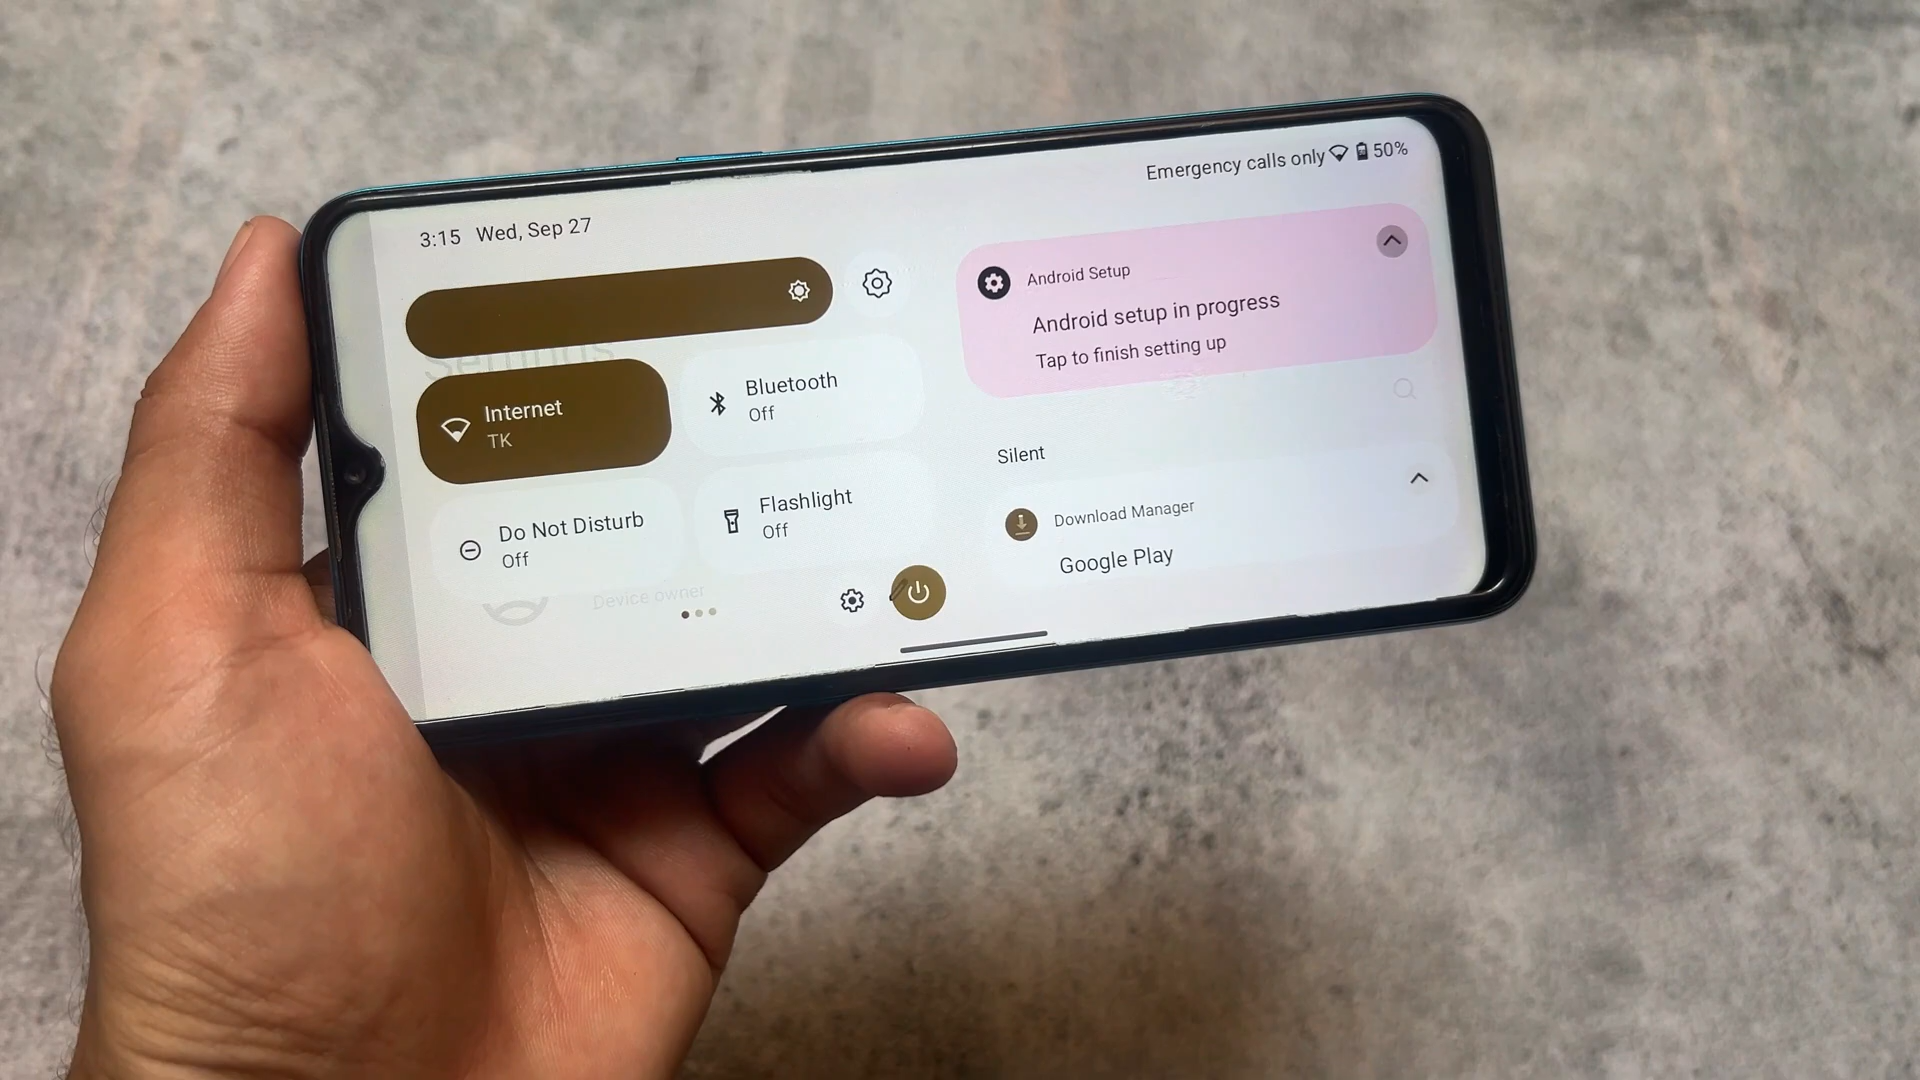 3:15 Wed, Sep 27
Emergency calls only 50%
Settings
Internet
TK
Bluetooth
Off
Do Not Disturb
Off
Flashlight
Off
Device owner
Android Setup
Android setup in progress
Tap to finish setting up
Silent
Download Manager
Google Play